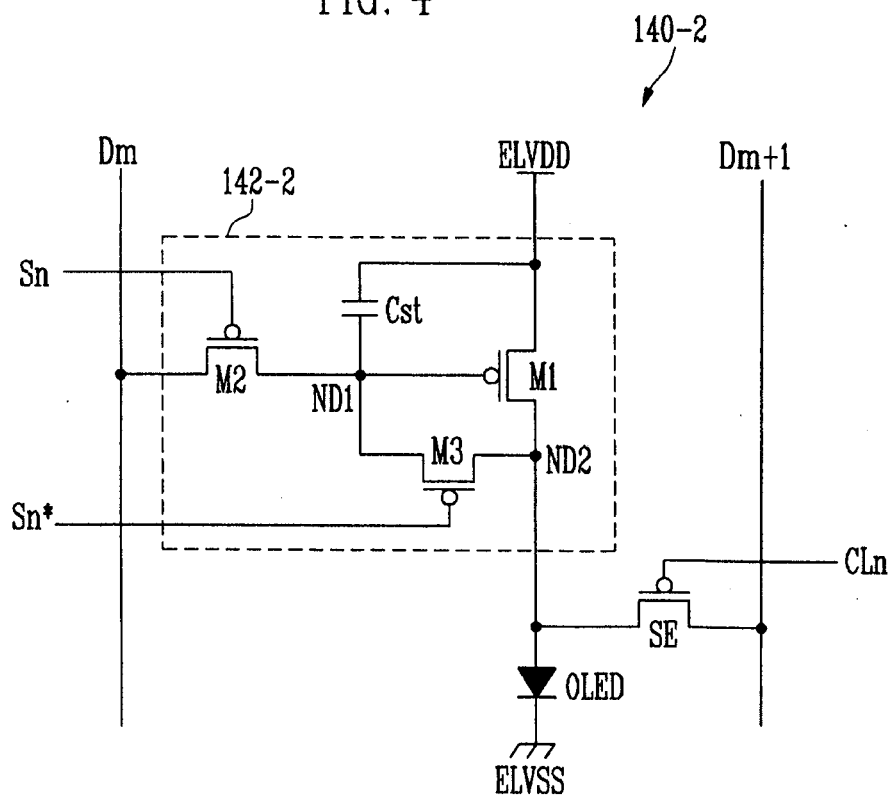 FIG. 4
140-2
Dm
ELVDD
Dm+1
142-2
Sn
Cst
M2
M1
ND1
M3
ND2
Sn*
CLn
SE
OLED
ELVSS